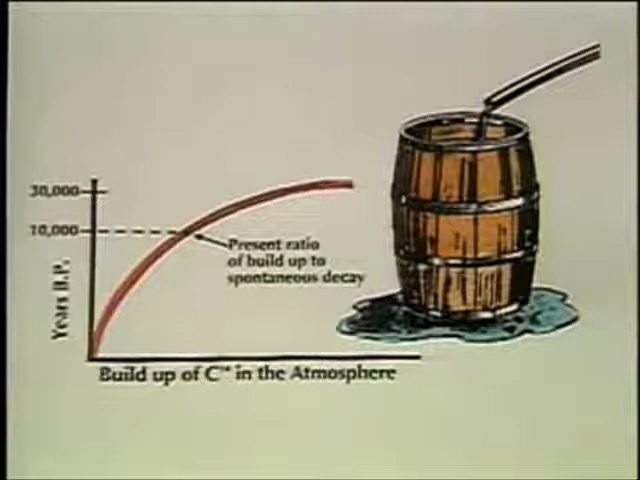 30,000
10,000
Present ratio
of build up to
spontaneous decay
Years B.P.
Build up of C¹⁴ in the Atmosphere